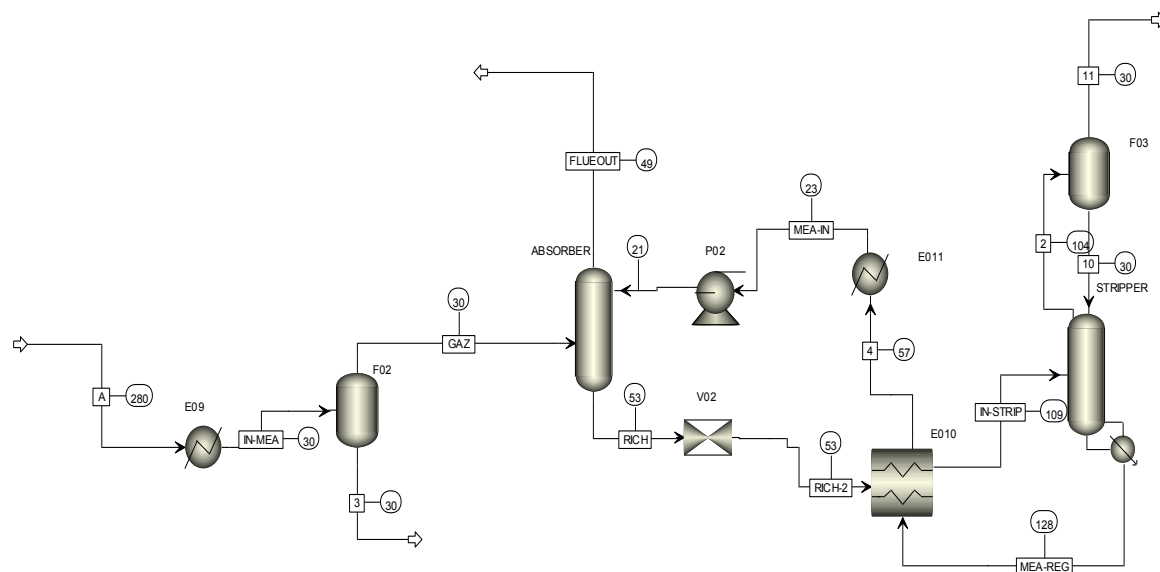 11
30
F03
FLUEOUT
49
23
MEA-IN
ABSORBER
21
P02
E011
2
104
10
30
STRIPPER
30
GAZ
4
57
F02
A
280
E09
IN-MEA
30
53
RICH
V02
IN-STRIP
109
E010
53
RICH-2
3
30
128
MEA-REG